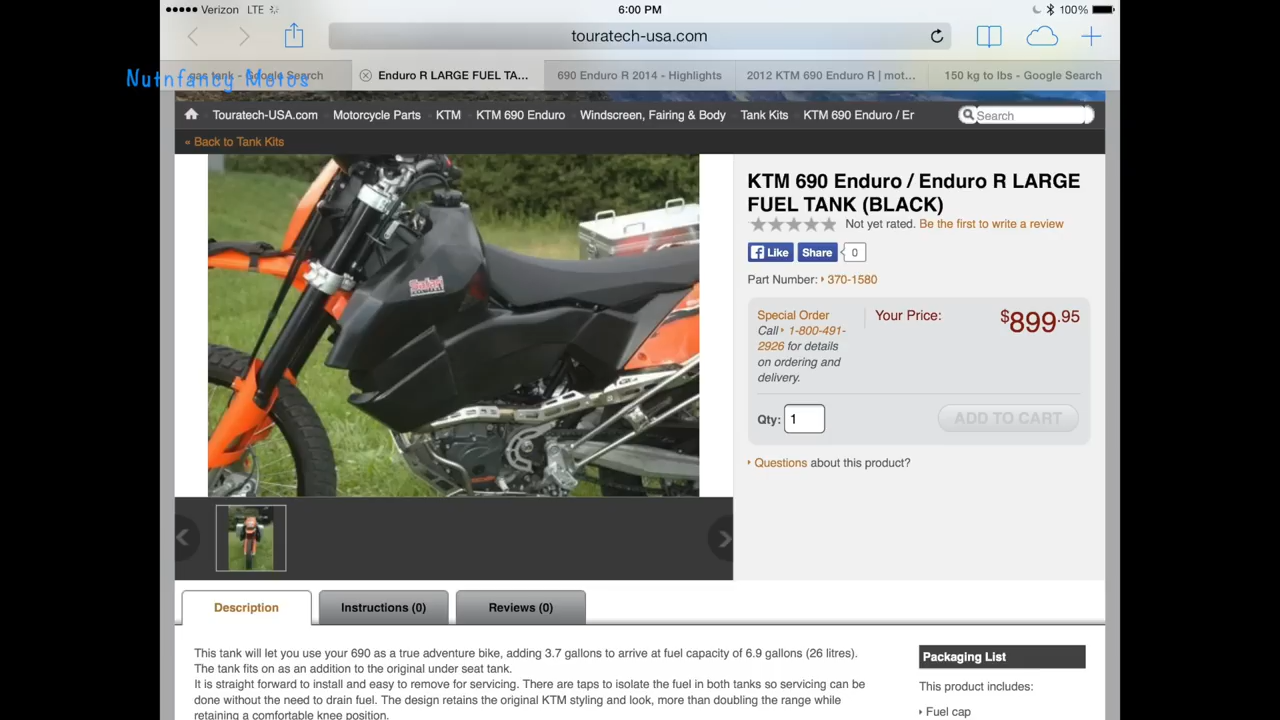 Verizon LTE 6:00 PM 100%
touratech-usa.com
gas tank - Google Search Enduro R LARGE FUEL TA... 690 Enduro R 2014 - Highlights 2012 KTM 690 Enduro R | mot... 150 kg to lbs - Google Search
Nutnfancy Motos
Touratech-USA.com Motorcycle Parts KTM KTM 690 Enduro Windscreen, Fairing & Body Tank Kits KTM 690 Enduro / Er Search
« Back to Tank Kits
Safari
KTM 690 Enduro / Enduro R LARGE
FUEL TANK (BLACK)
Not yet rated. Be the first to write a review
Like Share 0
Part Number: 370-1580
Special Order
Call 1-800-491-
2926 for details
on ordering and
delivery.
Your Price: $899.95
Qty: 1 ADD TO CART
Questions about this product?
Description Instructions (0) Reviews (0)
This tank will let you use your 690 as a true adventure bike, adding 3.7 gallons to arrive at fuel capacity of 6.9 gallons (26 litres).
The tank fits on as an addition to the original under seat tank.
It is straight forward to install and easy to remove for servicing. There are taps to isolate the fuel in both tanks so servicing can be
done without the need to drain fuel. The design retains the original KTM styling and look, more than doubling the range while
retaining a comfortable knee position.
Packaging List
This product includes:
Fuel cap